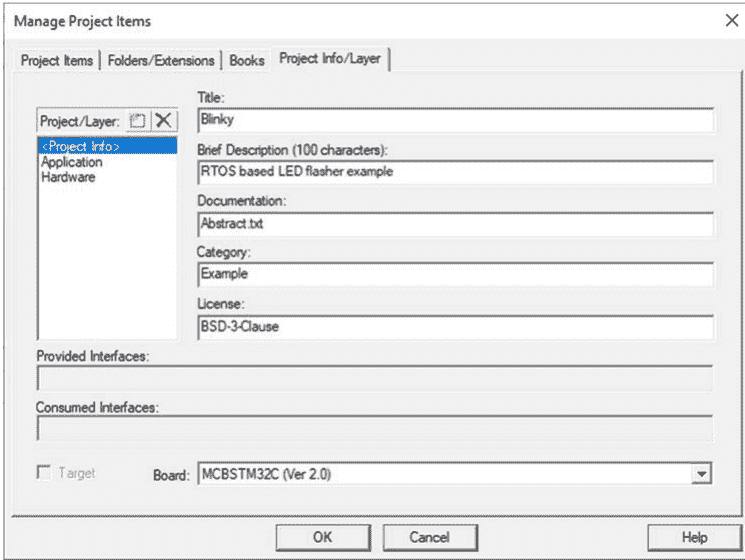 Manage Project Items
Project Items
Folders/Extensions
Books
Project Info/Layer
Project/Layer:
<Project Info>
Application
Hardware
Title:
Blinky
Brief Description (100 characters):
RTOS based LED flasher example
Documentation:
Abstract.txt
Category:
Example
License:
BSD-3-Clause
Provided Interfaces:
Consumed Interfaces:
Target
Board:
MCBSTM32C (Ver 2.0)
OK
Cancel
Help